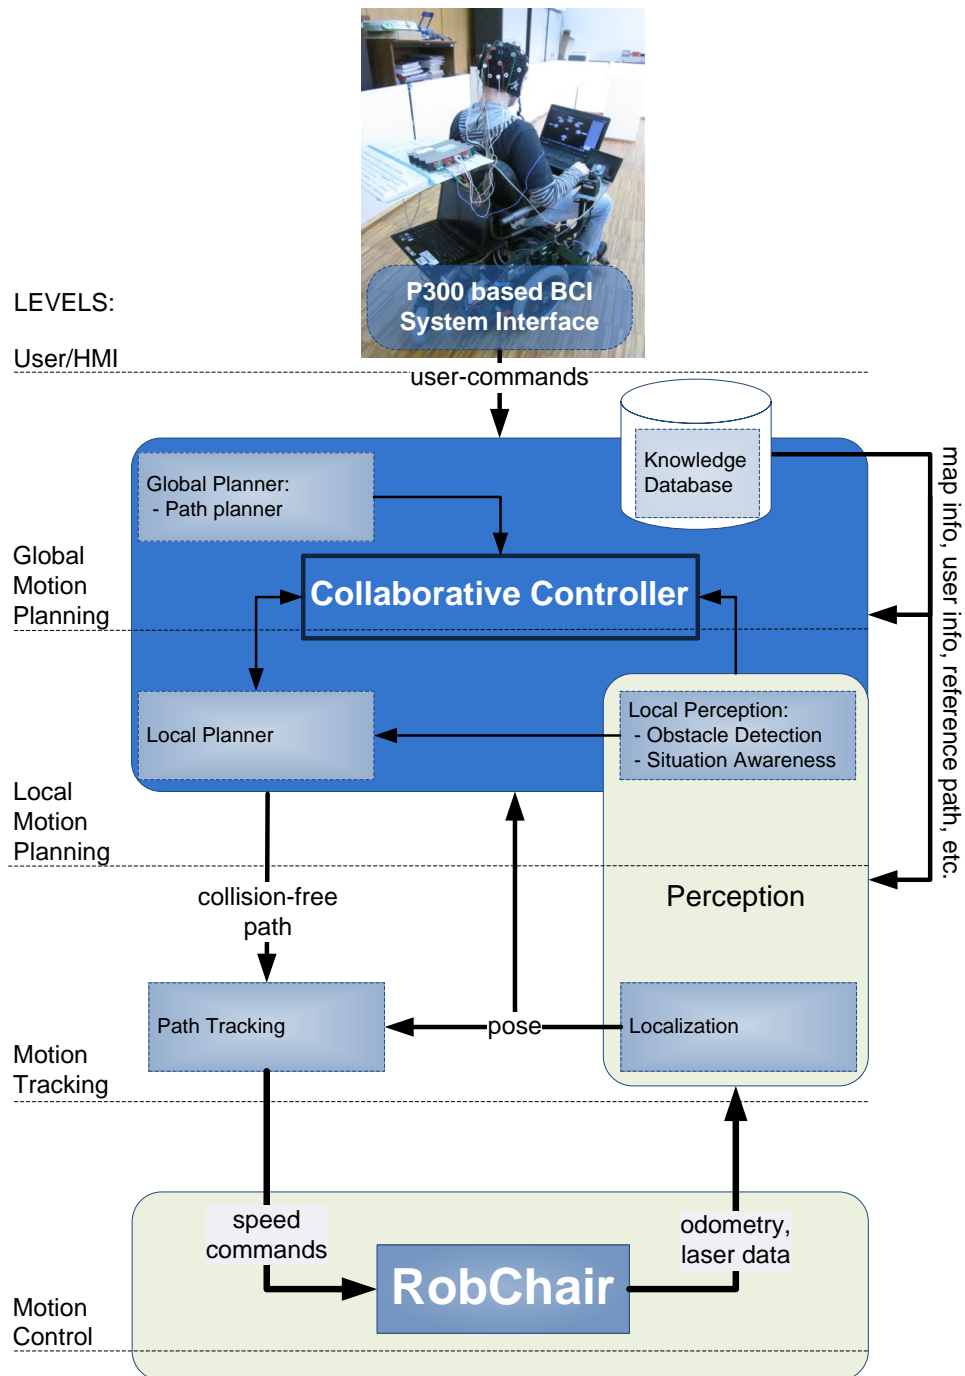 P300 based BCI
System Interface
LEVELS:
User/HMI
user-commands
Knowledge
Database
Global Planner:
- Path planner
map info, user info, reference path, etc.
Global
Motion
Planning
Collaborative Controller
Local Planner
Local Perception:
- Obstacle Detection
- Situation Awareness
Local
Motion
Planning
collision-free
path
Perception
Path Tracking
pose
Localization
Motion
Tracking
speed
commands
odometry,
laser data
RobChair
Motion
Control